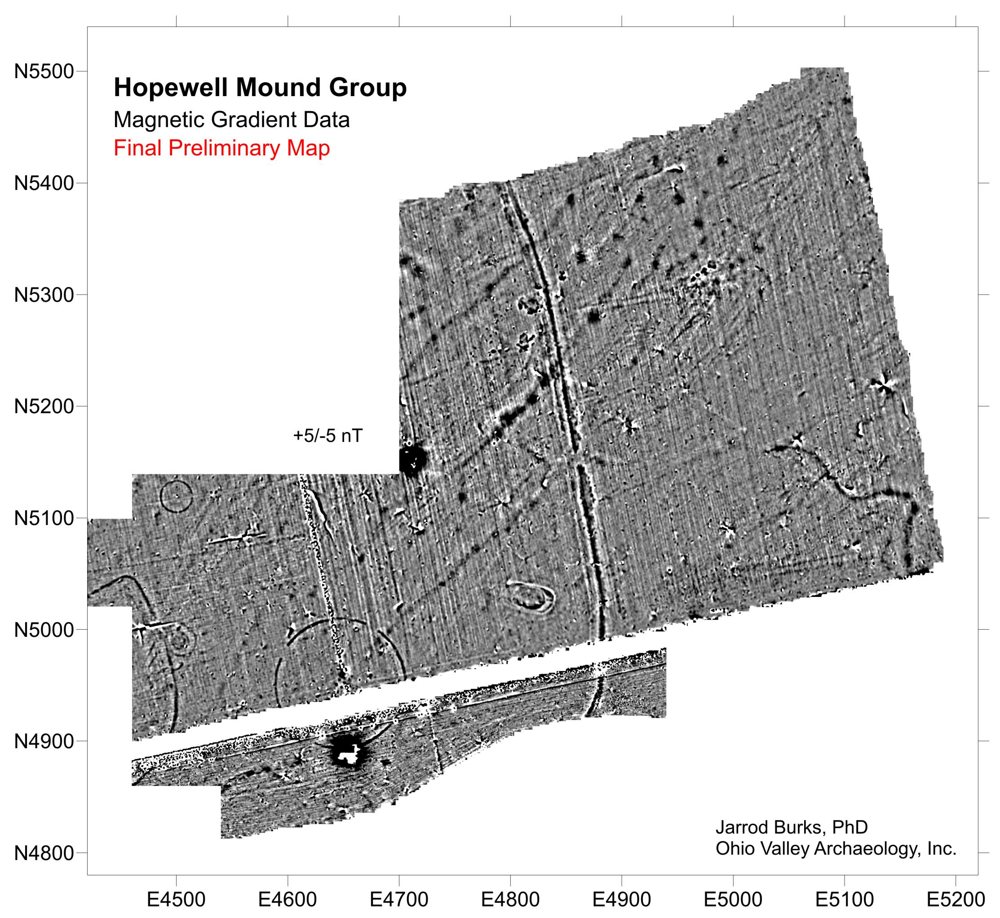 Hopewell Mound Group
Magnetic Gradient Data
Final Preliminary Map
N5500
N5400
N5300
N5200
+5/-5 nT
N5100
N5000
N4900
N4800
Jarrod Burks, PhD
Ohio Valley Archaeology, Inc.
E4500 E4600 E4700 E4800 E4900 E5000 E5100 E5200